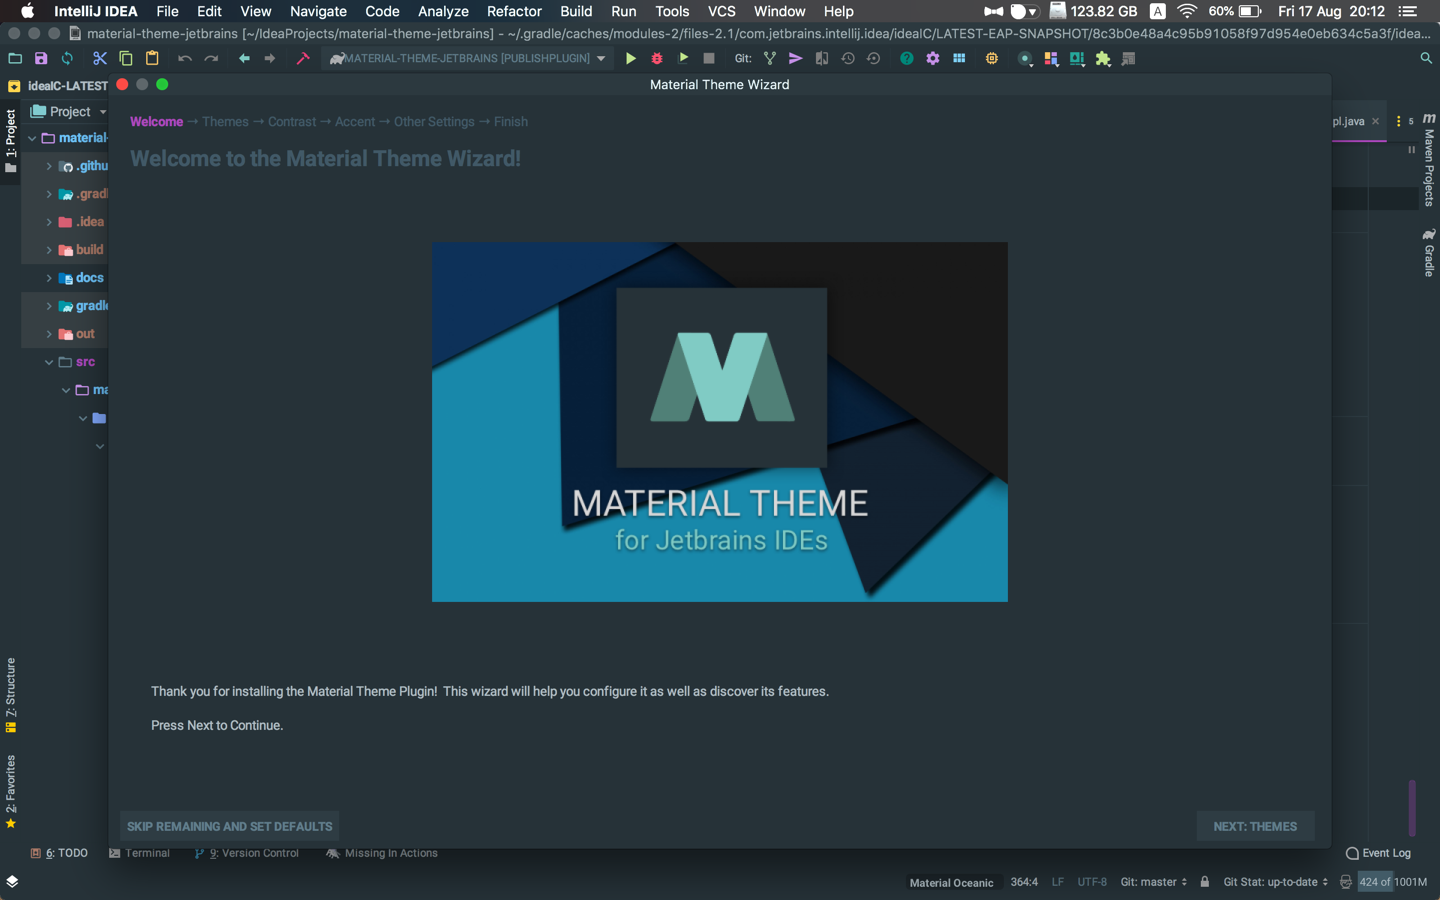 IntelliJ IDEA File Edit View Navigate Code Analyze Refactor Build Run Tools VCS Window Help 123.82 GB A 60% Fri 17 Aug 20:12
material-theme-jetbrains [~/IdeaProjects/material-theme-jetbrains] - ~/.gradle/caches/modules-2/files-2.1/com.jetbrains.intellij.idea/ideaIC/LATEST-EAP-SNAPSHOT/8c3b0e48a4c95b91058f97d954e0eb634c5a3f/idea...
MATERIAL-THEME-JETBRAINS [PUBLISHPLUGIN] Git:
ideaIC-LATEST
Material Theme Wizard
1: Project
Project
pl.java
5
Maven Projects
Gradle
material-
.githu
.gradl
.idea
build
docs
gradle
out
src
ma
Welcome → Themes → Contrast → Accent → Other Settings → Finish
Welcome to the Material Theme Wizard!
MATERIAL THEME
for Jetbrains IDEs
Thank you for installing the Material Theme Plugin! This wizard will help you configure it as well as discover its features.
Press Next to Continue.
7: Structure
2: Favorites
SKIP REMAINING AND SET DEFAULTS
NEXT: THEMES
6: TODO Terminal 9: Version Control Missing In Actions Event Log
Material Oceanic 364:4 LF UTF-8 Git: master Git Stat: up-to-date 424 of 1001M